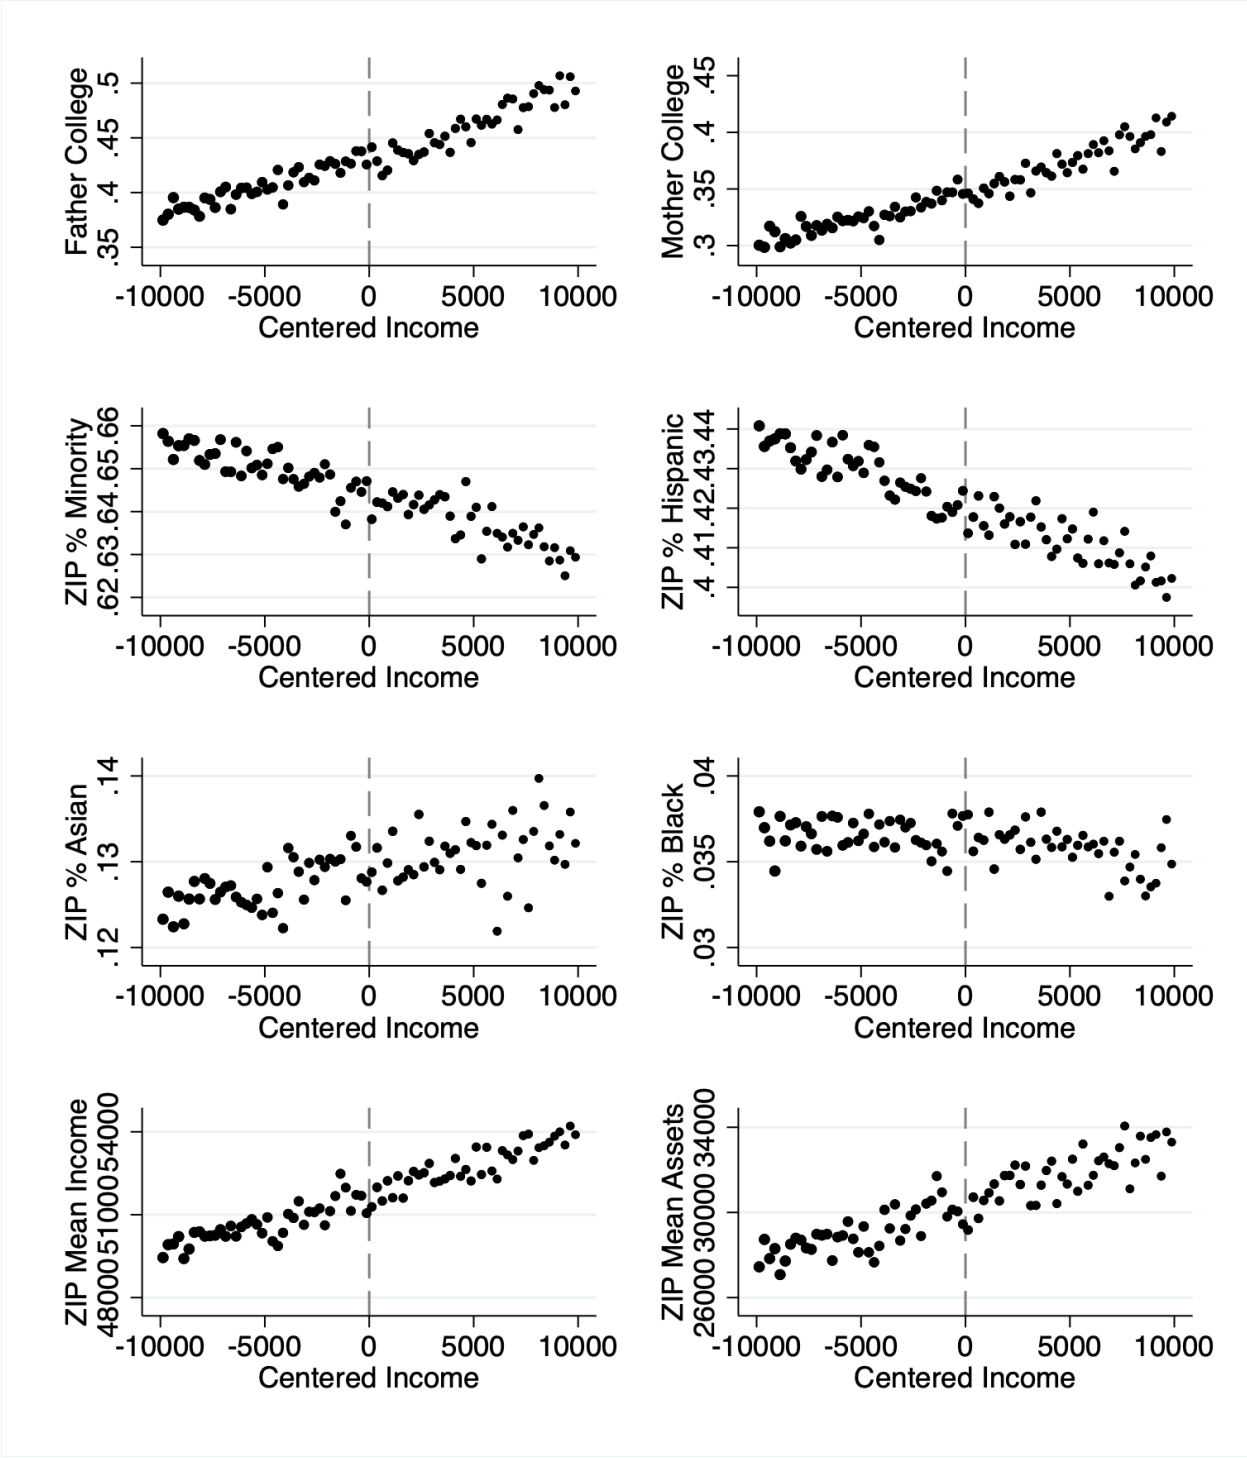 Father College
.35 .4 .45 .5
-10000 -5000 0 5000 10000
Centered Income
Mother College
.3 .35 .4 .45
-10000 -5000 0 5000 10000
Centered Income
ZIP % Minority
.62 .63 .64 .65 .66
-10000 -5000 0 5000 10000
Centered Income
ZIP % Hispanic
.4 .41 .42 .43 .44
-10000 -5000 0 5000 10000
Centered Income
ZIP % Asian
.12 .13 .14
-10000 -5000 0 5000 10000
Centered Income
ZIP % Black
.03 .035 .04
-10000 -5000 0 5000 10000
Centered Income
ZIP Mean Income
48000 51000 54000
-10000 -5000 0 5000 10000
Centered Income
ZIP Mean Assets
26000 30000 34000
-10000 -5000 0 5000 10000
Centered Income